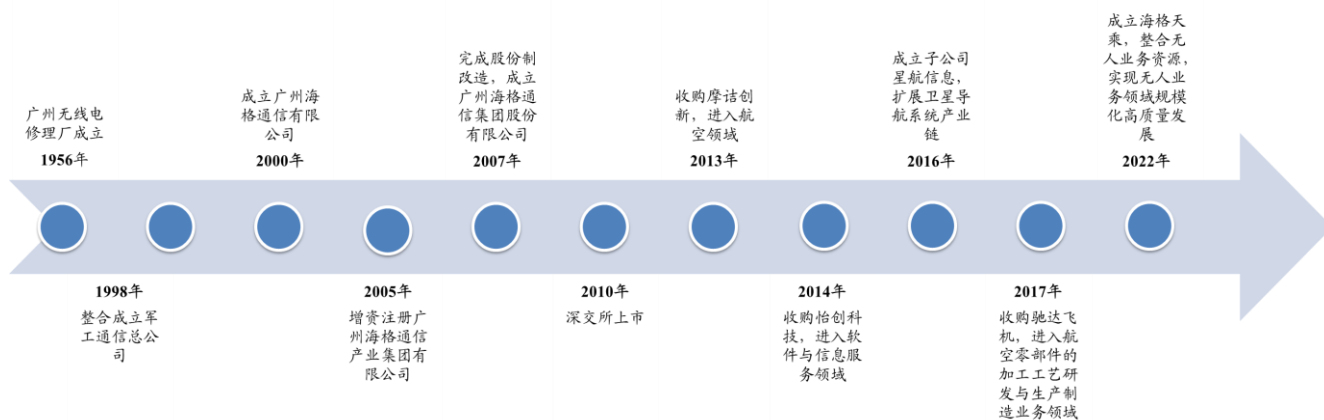 广州无线电
修理厂成立
1956年
1998年
整合成立军
工通信总公
司
成立广州海
格通信有限
公司
2000年
2005年
增资注册广
州海格通信
产业集团有
限公司
完成股份制
改造，成立
广州海格通
信集团股份
有限公司
2007年
2010年
深交所上市
收购摩诘创
新，进入航
空领域
2013年
2014年
收购怡创科
技，进入软
件与信息服
务领域
成立子公司
星航信息，
扩展卫星导
航系统产业
链
2016年
2017年
收购驰达飞
机，进入航
空零部件的
加工工艺研
发与生产制
造业务领域
成立海格天
乘，整合无
人业务资源，
实现无人业
务领域规模
化高质量发
展
2022年